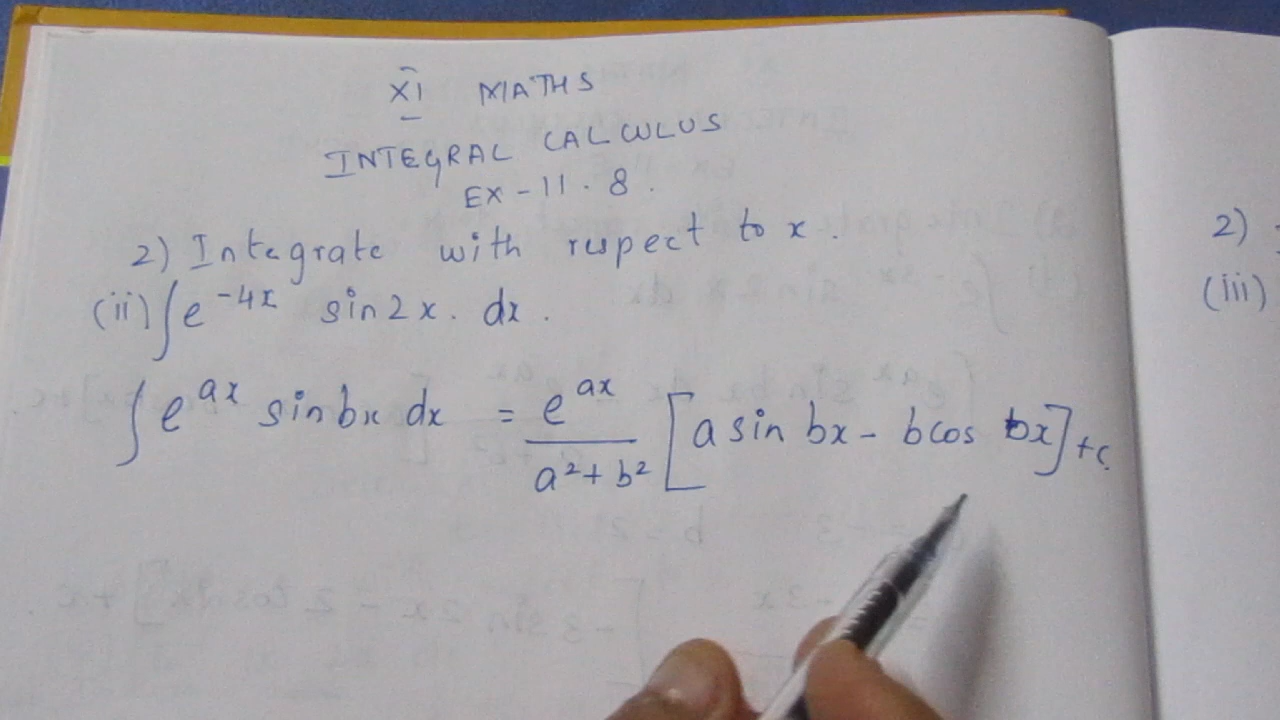 XI MATHS
INTEGRAL CALCULUS
EX - 11.8.
2) Integrate with respect to x.
(ii) ∫ e^-4x sin 2x. dx.
∫ e^ax sin bx dx = e^ax / a² + b² [a sin bx - b cos bx] + c.
2)
(iii)